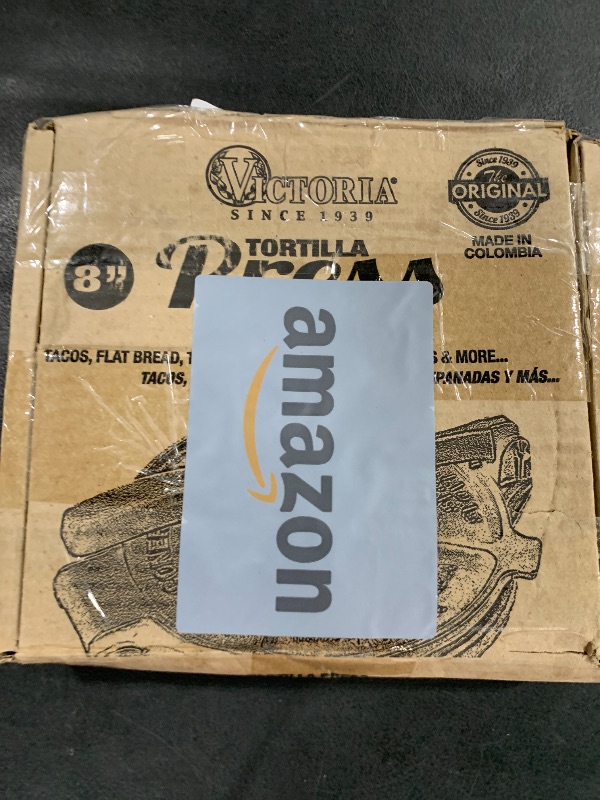 VICTORIA®
SINCE 1939
Since 1939
The
ORIGINAL
Since 1939
MADE IN
COLOMBIA
8"
TORTILLA
Press
TACOS, FLAT BREAD,
& MORE...
TACOS,
Y MÁS...
amazon